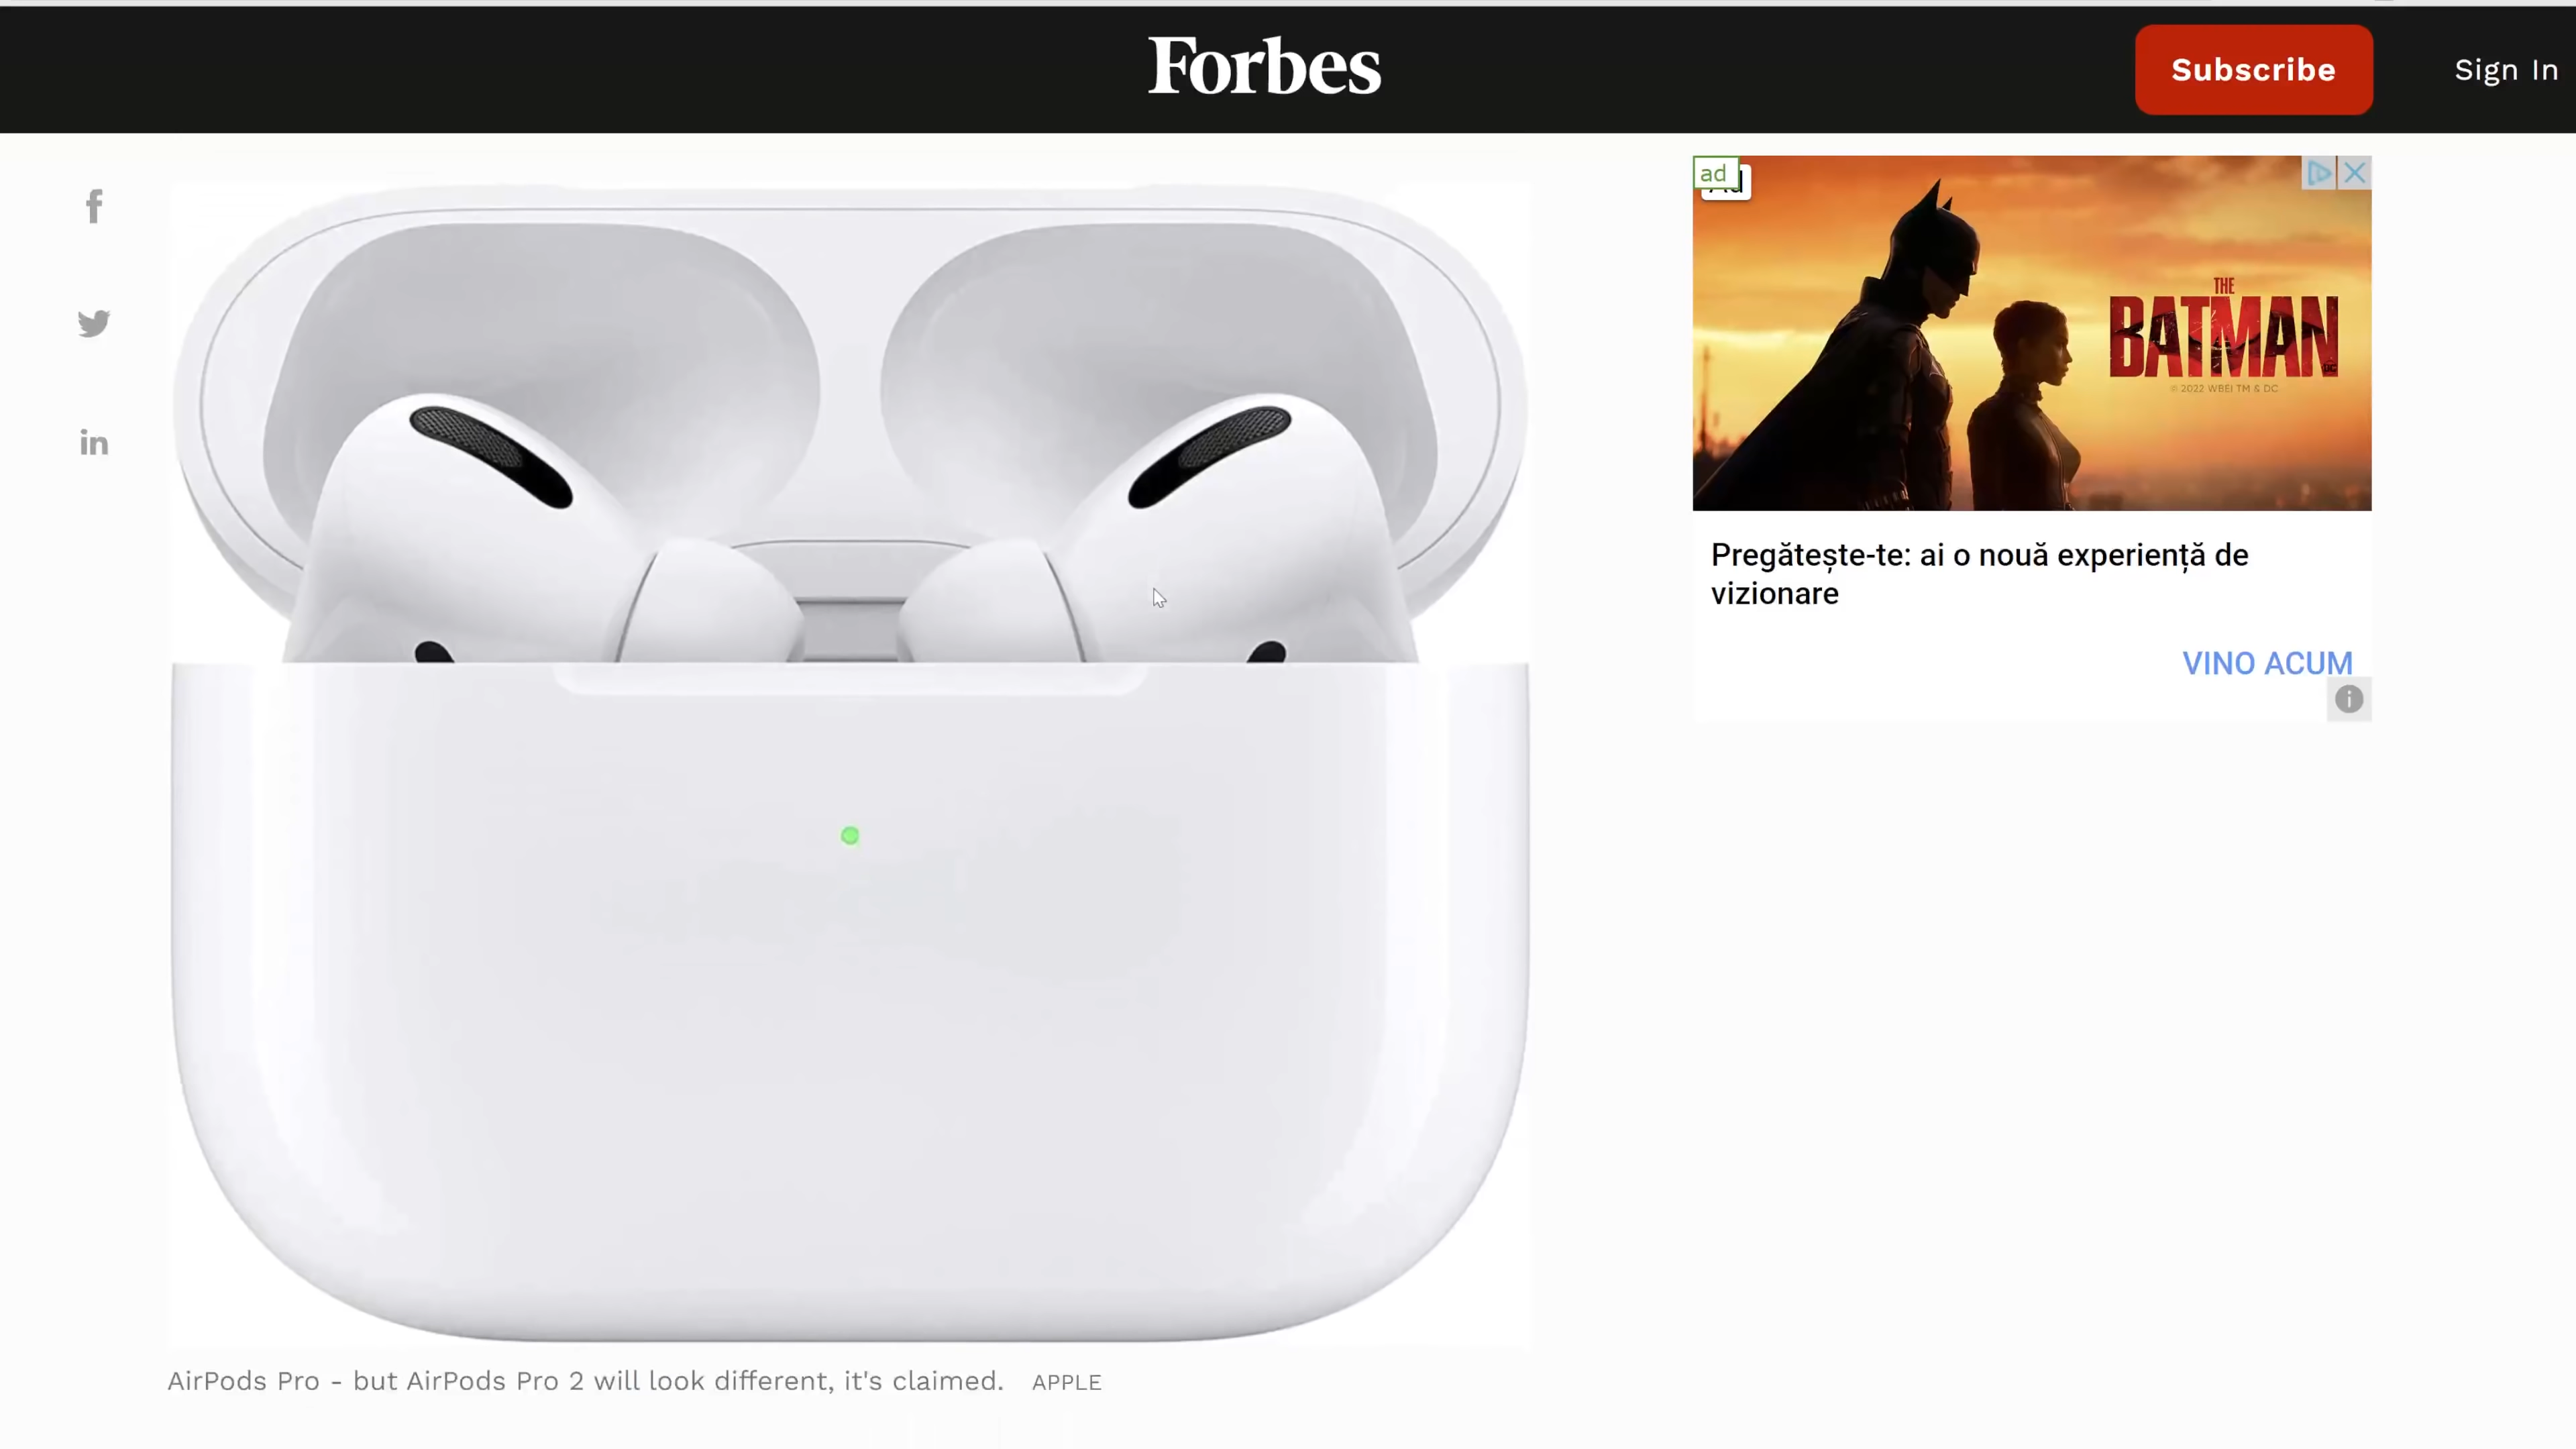 Forbes
Subscribe
Sign In
f
in
ad
THE
BATMAN
© 2022 WBEI TM & DC
Pregătește-te: ai o nouă experiență de
vizionare
VINO ACUM
AirPods Pro - but AirPods Pro 2 will look different, it's claimed. APPLE